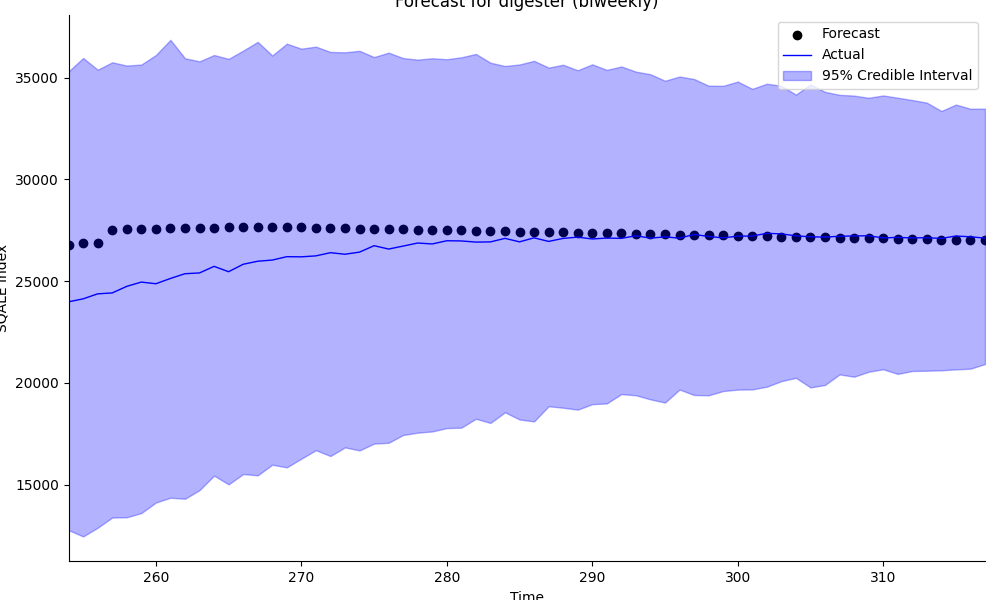 Forecast for digester (biweekly)
Forecast
Actual
95% Credible Interval
SQALE Index
35000
30000
25000
20000
15000
260
270
280
290
300
310
Time